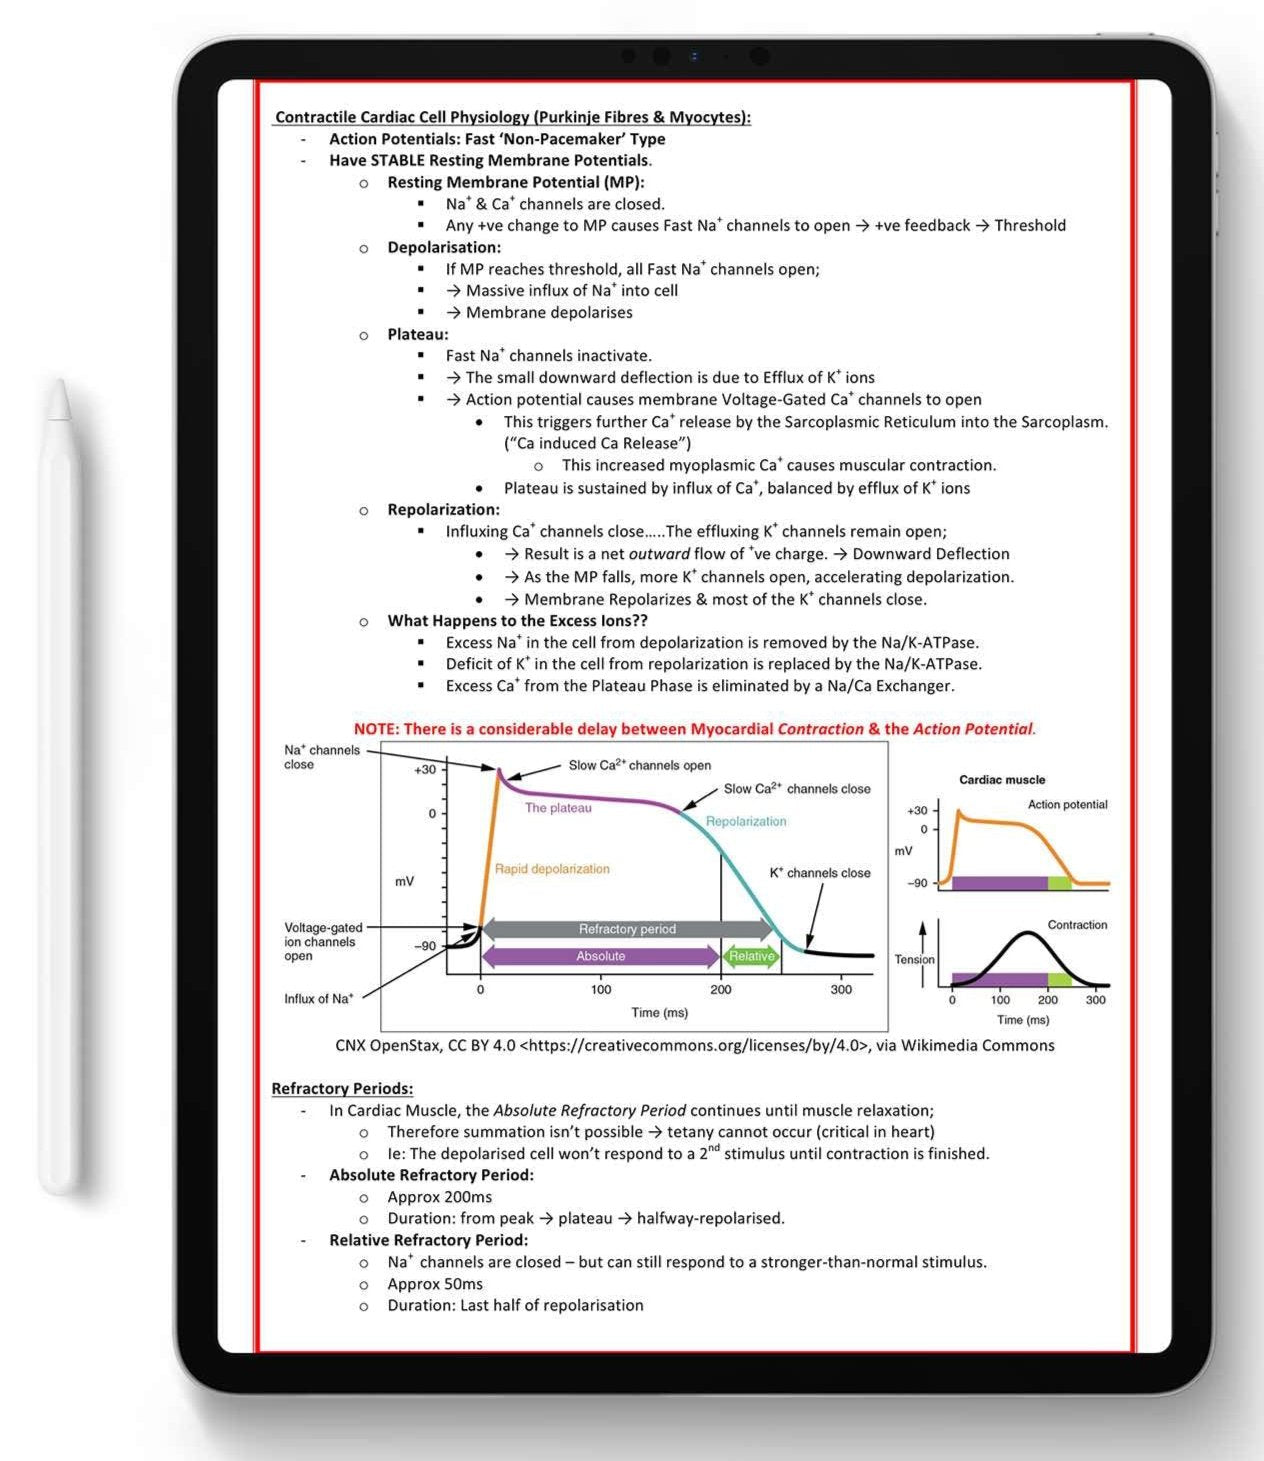 Contractile Cardiac Cell Physiology (Purkinje Fibres & Myocytes):
- Action Potentials: Fast ‘Non-Pacemaker’ Type
- Have STABLE Resting Membrane Potentials.
o Resting Membrane Potential (MP):
▪ Na⁺ & Ca⁺ channels are closed.
▪ Any +ve change to MP causes Fast Na⁺ channels to open → +ve feedback → Threshold
o Depolarisation:
▪ If MP reaches threshold, all Fast Na⁺ channels open;
▪ → Massive influx of Na⁺ into cell
▪ → Membrane depolarises
o Plateau:
▪ Fast Na⁺ channels inactivate.
▪ → The small downward deflection is due to Efflux of K⁺ ions
▪ → Action potential causes membrane Voltage-Gated Ca⁺ channels to open
• This triggers further Ca⁺ release by the Sarcoplasmic Reticulum into the Sarcoplasm.
(“Ca induced Ca Release”)
o This increased myoplasmic Ca⁺ causes muscular contraction.
• Plateau is sustained by influx of Ca⁺, balanced by efflux of K⁺ ions
o Repolarization:
▪ Influxing Ca⁺ channels close.....The effluxing K⁺ channels remain open;
• → Result is a net outward flow of ⁺ve charge. → Downward Deflection
• → As the MP falls, more K⁺ channels open, accelerating depolarization.
• → Membrane Repolarizes & most of the K⁺ channels close.
o What Happens to the Excess Ions??
▪ Excess Na⁺ in the cell from depolarization is removed by the Na/K-ATPase.
▪ Deficit of K⁺ in the cell from repolarization is replaced by the Na/K-ATPase.
▪ Excess Ca⁺ from the Plateau Phase is eliminated by a Na/Ca Exchanger.
NOTE: There is a considerable delay between Myocardial Contraction & the Action Potential.
Na⁺ channels
close
Slow Ca²⁺ channels open
Slow Ca²⁺ channels close
The plateau
Repolarization
Rapid depolarization
K⁺ channels close
+30
0
mV
−90
Voltage-gated
ion channels
open
Influx of Na⁺
Refractory period
Absolute
Relative
0 100 200 300
Time (ms)
Cardiac muscle
Action potential
+30
0
mV
−90
Contraction
Tension
0 100 200 300
Time (ms)
CNX OpenStax, CC BY 4.0 <https://creativecommons.org/licenses/by/4.0>, via Wikimedia Commons
Refractory Periods:
- In Cardiac Muscle, the Absolute Refractory Period continues until muscle relaxation;
o Therefore summation isn’t possible → tetany cannot occur (critical in heart)
o Ie: The depolarised cell won’t respond to a 2ⁿᵈ stimulus until contraction is finished.
- Absolute Refractory Period:
o Approx 200ms
o Duration: from peak → plateau → halfway-repolarised.
- Relative Refractory Period:
o Na⁺ channels are closed – but can still respond to a stronger-than-normal stimulus.
o Approx 50ms
o Duration: Last half of repolarisation